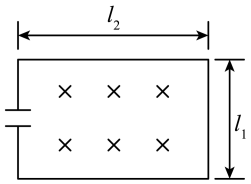 l₂
× × ×
l₁
× × ×